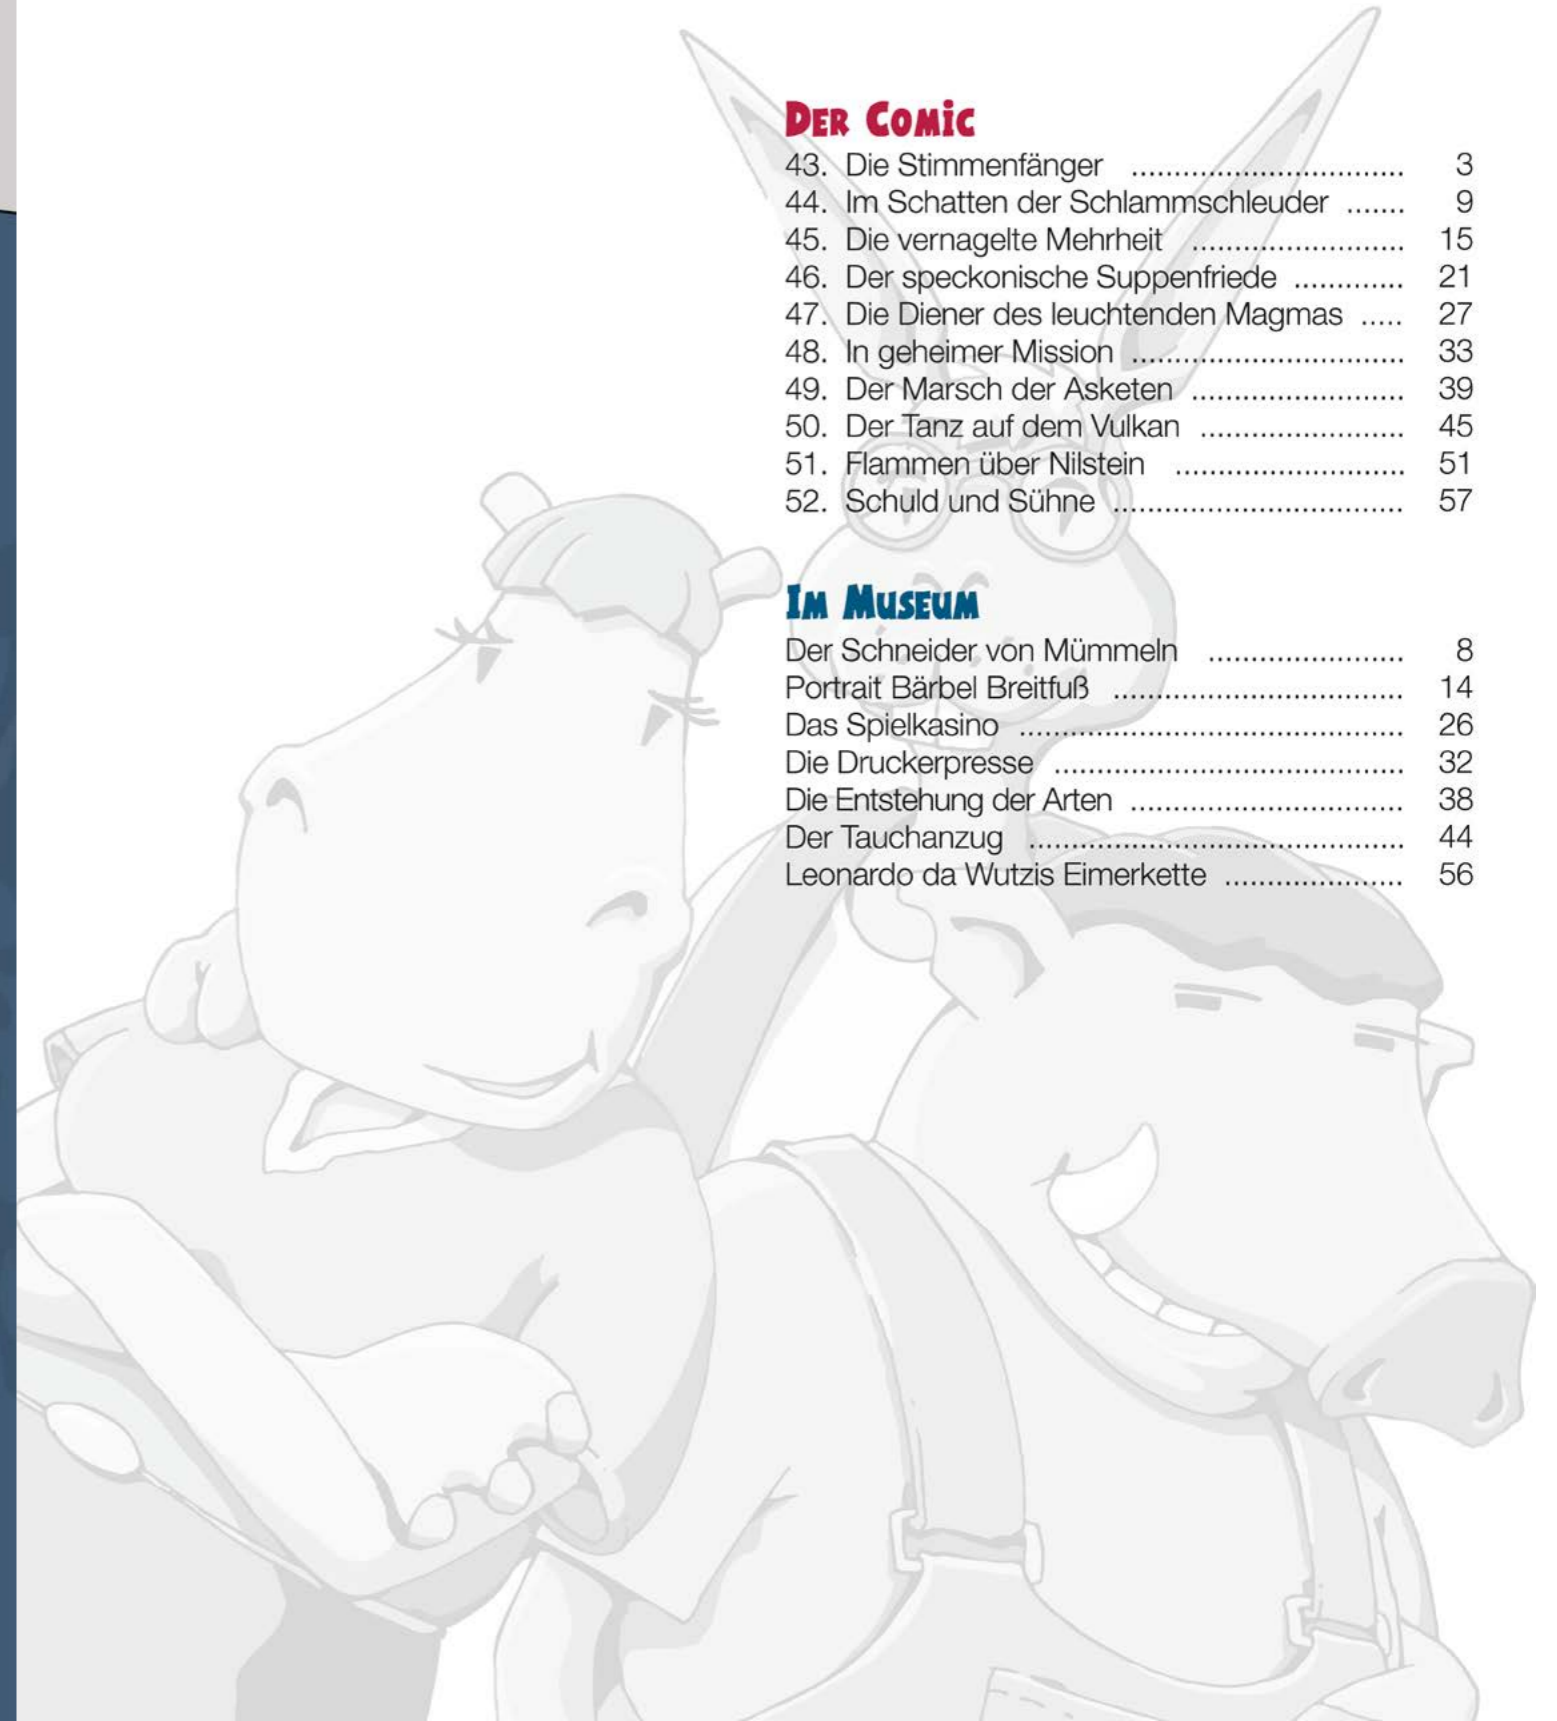 Der Comic
43. Die Stimmenfänger ................................ 3
44. Im Schatten der Schlammschleuder ....... 9
45. Die vernagelte Mehrheit ......................... 15
46. Der speckonische Suppenfriede ............. 21
47. Die Diener des leuchtenden Magmas ..... 27
48. In geheimer Mission ................................ 33
49. Der Marsch der Asketen ......................... 39
50. Der Tanz auf dem Vulkan ........................ 45
51. Flammen über Nilstein ........................... 51
52. Schuld und Sühne .................................. 57
Im Museum
Der Schneider von Mümmeln ....................... 8
Portrait Bärbel Breitfuß .................................. 14
Das Spielkasino ............................................. 26
Die Druckerpresse ......................................... 32
Die Entstehung der Arten ................................ 38
Der Tauchanzug ............................................ 44
Leonardo da Wutzis Eimerkette ..................... 56